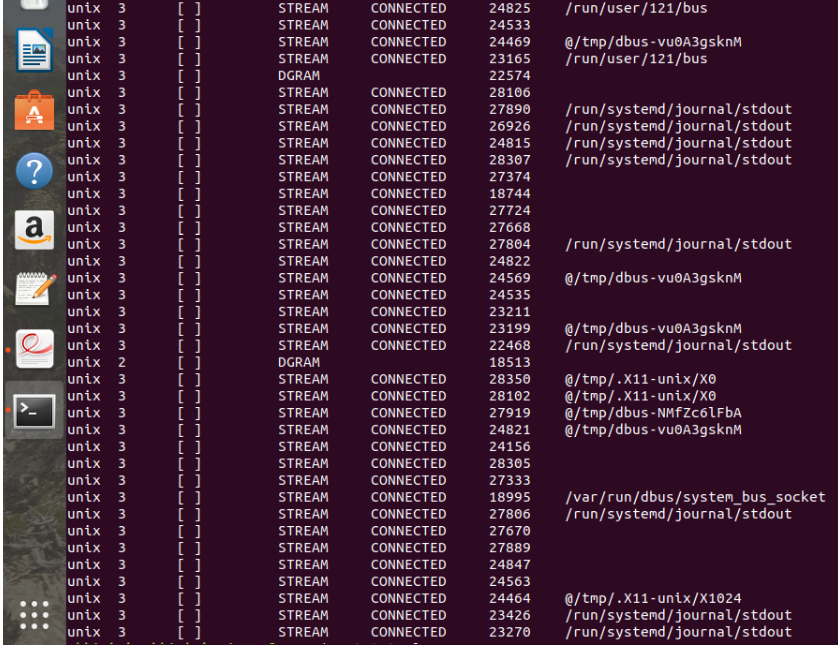 unix 3 [ ] STREAM CONNECTED 24825 /run/user/121/bus
unix 3 [ ] STREAM CONNECTED 24533
unix 3 [ ] STREAM CONNECTED 24469 @/tmp/dbus-vu0A3gsknM
unix 3 [ ] STREAM CONNECTED 23165 /run/user/121/bus
unix 3 [ ] DGRAM 22574
unix 3 [ ] STREAM CONNECTED 28106
unix 3 [ ] STREAM CONNECTED 27890 /run/systemd/journal/stdout
unix 3 [ ] STREAM CONNECTED 26926 /run/systemd/journal/stdout
unix 3 [ ] STREAM CONNECTED 24815 /run/systemd/journal/stdout
unix 3 [ ] STREAM CONNECTED 28307 /run/systemd/journal/stdout
unix 3 [ ] STREAM CONNECTED 27374
unix 3 [ ] STREAM CONNECTED 18744
unix 3 [ ] STREAM CONNECTED 27724
unix 3 [ ] STREAM CONNECTED 27668
unix 3 [ ] STREAM CONNECTED 27804 /run/systemd/journal/stdout
unix 3 [ ] STREAM CONNECTED 24822
unix 3 [ ] STREAM CONNECTED 24569 @/tmp/dbus-vu0A3gsknM
unix 3 [ ] STREAM CONNECTED 24535
unix 3 [ ] STREAM CONNECTED 23211
unix 3 [ ] STREAM CONNECTED 23199 @/tmp/dbus-vu0A3gsknM
unix 3 [ ] STREAM CONNECTED 22468 /run/systemd/journal/stdout
unix 2 [ ] DGRAM 18513
unix 3 [ ] STREAM CONNECTED 28350 @/tmp/.X11-unix/X0
unix 3 [ ] STREAM CONNECTED 28102 @/tmp/.X11-unix/X0
unix 3 [ ] STREAM CONNECTED 27919 @/tmp/dbus-NMfZc6lFbA
unix 3 [ ] STREAM CONNECTED 24821 @/tmp/dbus-vu0A3gsknM
unix 3 [ ] STREAM CONNECTED 24156
unix 3 [ ] STREAM CONNECTED 28305
unix 3 [ ] STREAM CONNECTED 27333
unix 3 [ ] STREAM CONNECTED 18995 /var/run/dbus/system_bus_socket
unix 3 [ ] STREAM CONNECTED 27806 /run/systemd/journal/stdout
unix 3 [ ] STREAM CONNECTED 27670
unix 3 [ ] STREAM CONNECTED 27889
unix 3 [ ] STREAM CONNECTED 24847
unix 3 [ ] STREAM CONNECTED 24563
unix 3 [ ] STREAM CONNECTED 24464 @/tmp/.X11-unix/X1024
unix 3 [ ] STREAM CONNECTED 23426 /run/systemd/journal/stdout
unix 3 [ ] STREAM CONNECTED 23270 /run/systemd/journal/stdout